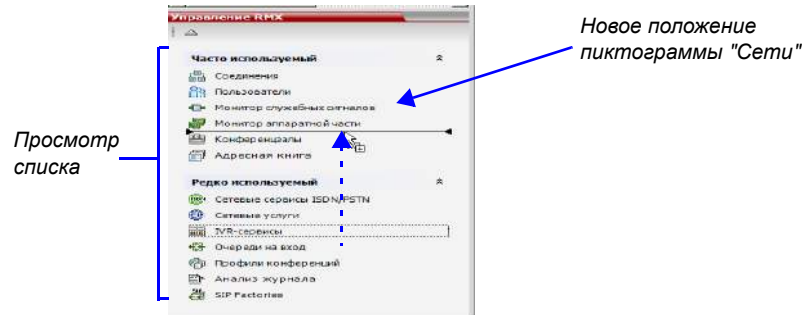 Управление RMX
Новое положение
пиктограммы "Сети"
Часто используемый
Соединения
Пользователи
Монитор служебных сигналов
Монитор аппаратной части
Конференцзалы
Адресная книга
Просмотр
списка
Редко используемый
Сетевые сервисы ISDN/PSTN
Сетевые услуги
IVR-сервисы
Очереди на вход
Профили конференций
Анализ журнала
SIP Factories